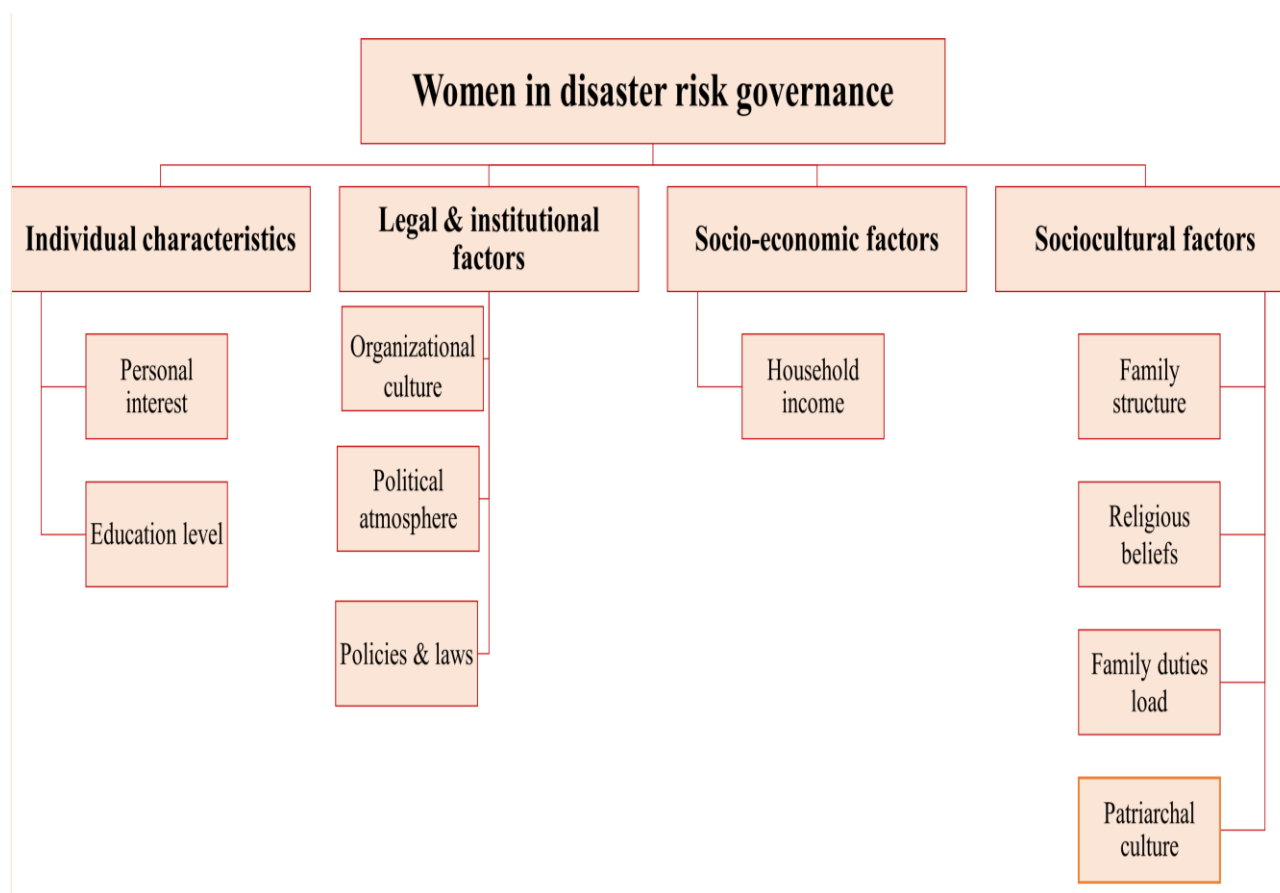 Women in disaster risk governance
Individual characteristics
Personal
interest
Education level
Legal & institutional
factors
Organizational
culture
Political
atmosphere
Policies & laws
Socio-economic factors
Household
income
Sociocultural factors
Family
structure
Religious
beliefs
Family duties
load
Patriarchal
culture